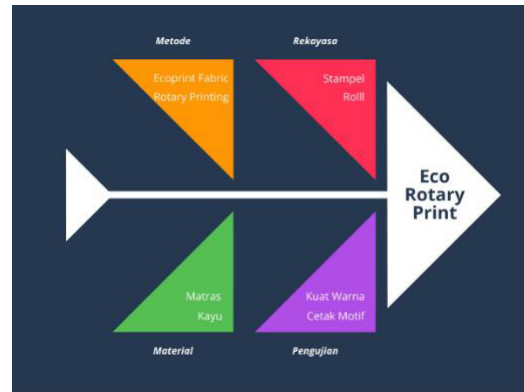 Metode
Rekayasa
Ecoprint Fabric
Rotary Printing
Stampel
Rolll
Eco
Rotary
Print
Matras
Kayu
Kuat Warna
Cetak Motif
Material
Pengujian